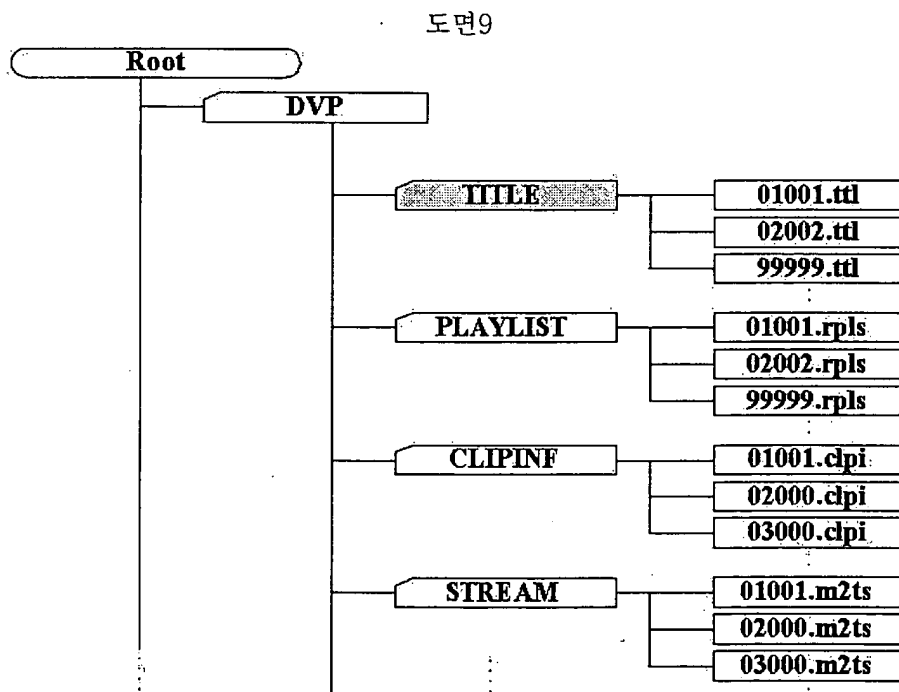 도면9
Root
DVP
TITLE
01001.ttl
02002.ttl
99999.ttl
PLAYLIST
01001.rpls
02002.rpls
99999.rpls
CLIPINF
01001.clpi
02000.clpi
03000.clpi
STREAM
01001.m2ts
02000.m2ts
03000.m2ts